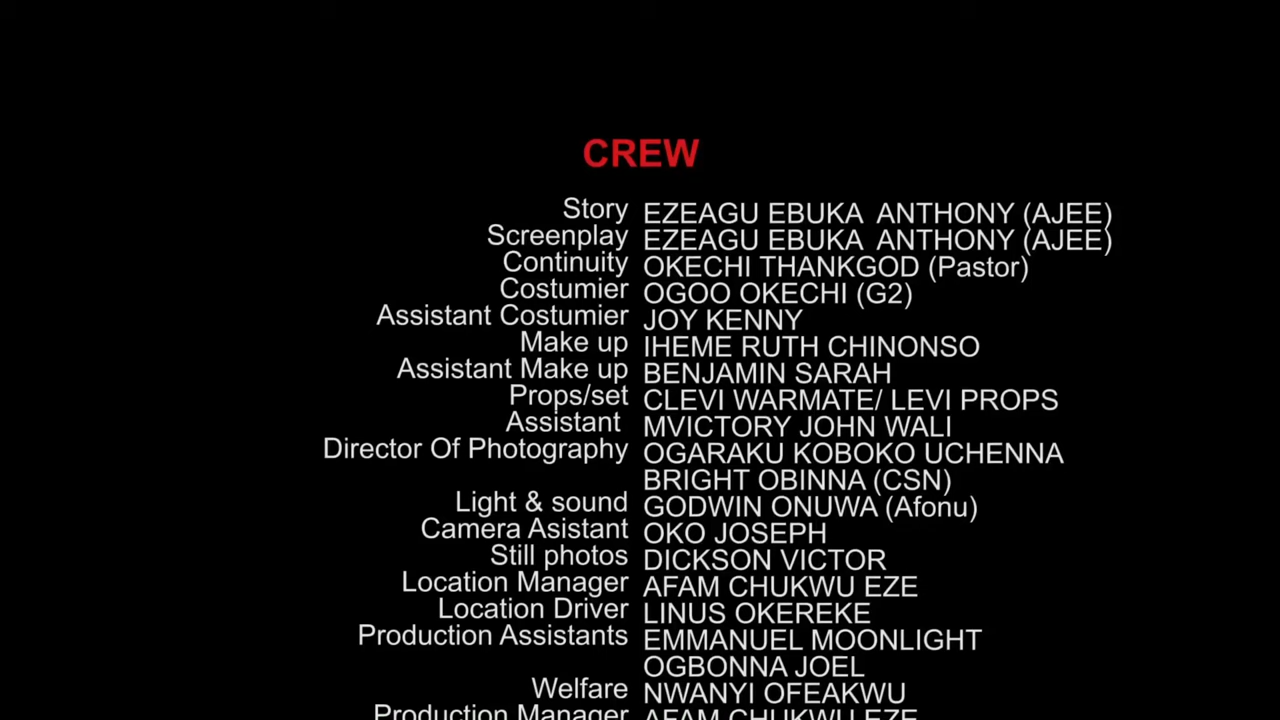 CREW
Story EZEAGU EBUKA ANTHONY (AJEE)
Screenplay EZEAGU EBUKA ANTHONY (AJEE)
Continuity OKECHI THANKGOD (Pastor)
Costumier OGOO OKECHI (G2)
Assistant Costumier JOY KENNY
Make up IHEME RUTH CHINONSO
Assistant Make up BENJAMIN SARAH
Props/set CLEVI WARMATE/ LEVI PROPS
Assistant MVICTORY JOHN WALI
Director Of Photography OGARAKU KOBOKO UCHENNA
BRIGHT OBINNA (CSN)
Light & sound GODWIN ONUWA (Afonu)
Camera Asistant OKO JOSEPH
Still photos DICKSON VICTOR
Location Manager AFAM CHUKWU EZE
Location Driver LINUS OKEREKE
Production Assistants EMMANUEL MOONLIGHT
OGBONNA JOEL
Welfare NWANYI OFEAKWU
Production Manager AFAM CHUKWU EZE